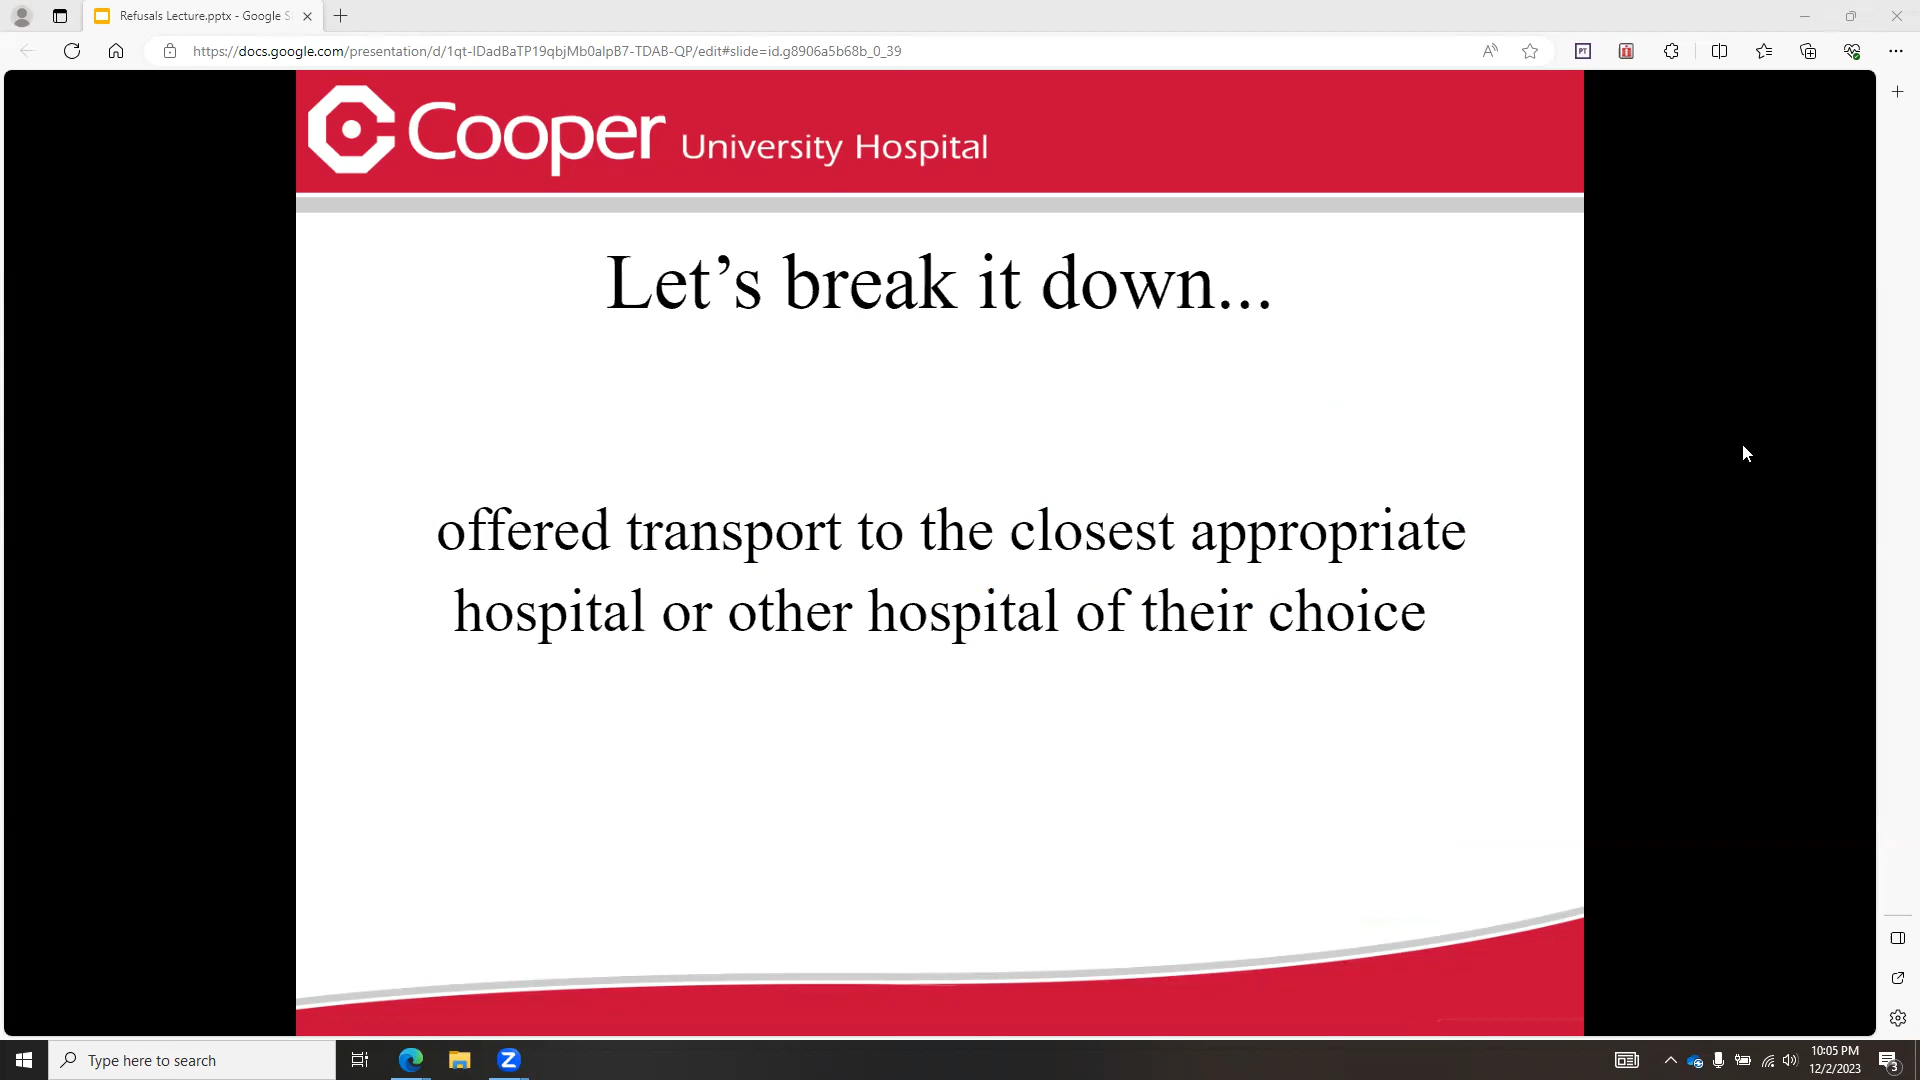 Refusals Lecture.pptx - Google S
https://docs.google.com/presentation/d/1qt-IDadBaTP19qbjMb0alpB7-TDAB-QP/edit#slide=id.g8906a5b68b_0_39
Cooper University Hospital
Let’s break it down...
offered transport to the closest appropriate
hospital or other hospital of their choice
Type here to search
10:05 PM
12/2/2023
3